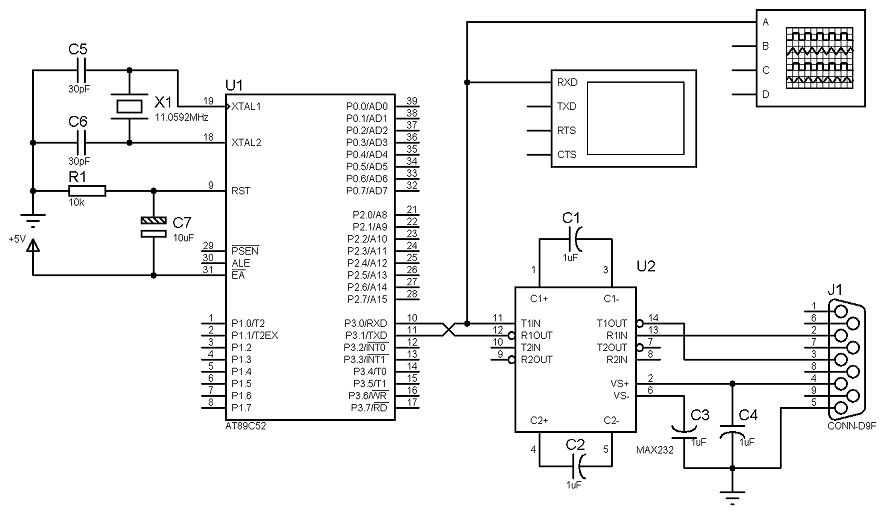 C5
30pF
X1
11.0592MHz
C6
30pF
R1
10k
C7
10uF
+5V
U1
19 XTAL1
18 XTAL2
9 RST
29 PSEN
30 ALE
31 EA
1 P1.0/T2
2 P1.1/T2EX
3 P1.2
4 P1.3
5 P1.4
6 P1.5
7 P1.6
8 P1.7
P0.0/AD0 39
P0.1/AD1 38
P0.2/AD2 37
P0.3/AD3 36
P0.4/AD4 35
P0.5/AD5 34
P0.6/AD6 33
P0.7/AD7 32
P2.0/A8 21
P2.1/A9 22
P2.2/A10 23
P2.3/A11 24
P2.4/A12 25
P2.5/A13 26
P2.6/A14 27
P2.7/A15 28
P3.0/RXD 10
P3.1/TXD 11
P3.2/INT0 12
P3.3/INT1 13
P3.4/T0 14
P3.5/T1 15
P3.6/WR 16
P3.7/RD 17
AT89C52
RXD
TXD
RTS
CTS
A
B
C
D
C1
1uF
U2
1 3
C1+ C1-
11 T1IN T1OUT 14
12 R1OUT R1IN 13
10 T2IN T2OUT 7
9 R2OUT R2IN 8
VS+ 2
VS- 6
C2+ C2-
4 5
MAX232
C2
1uF
C3
1uF
C4
1uF
J1
1
6
2
7
3
8
4
9
5
CONN-D9F